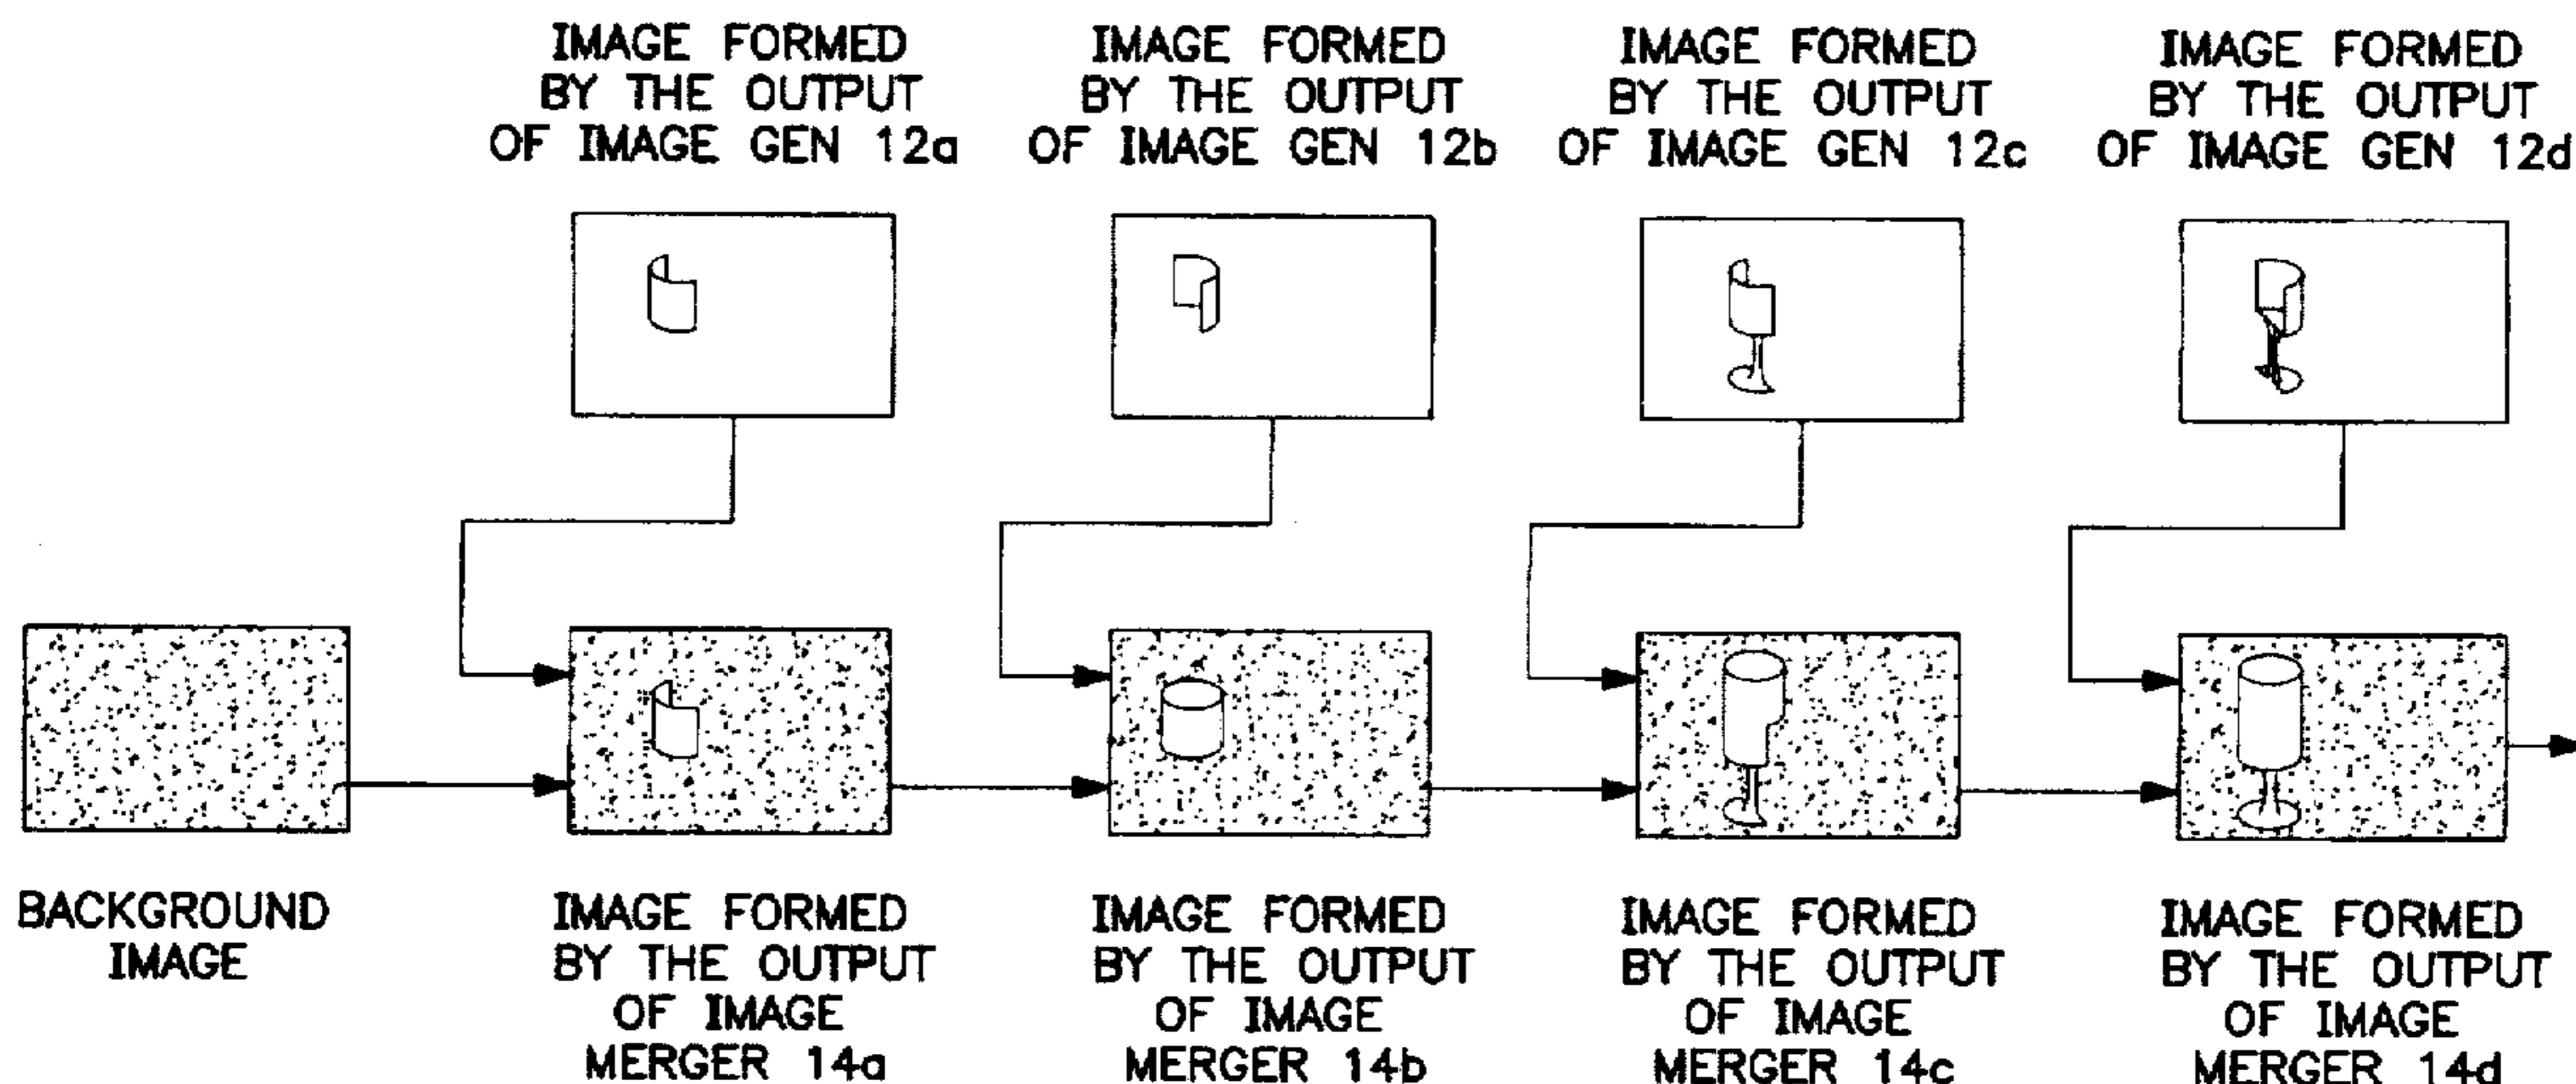 IMAGE FORMED
BY THE OUTPUT
OF IMAGE GEN 12a
IMAGE FORMED
BY THE OUTPUT
OF IMAGE GEN 12b
IMAGE FORMED
BY THE OUTPUT
OF IMAGE GEN 12c
IMAGE FORMED
BY THE OUTPUT
OF IMAGE GEN 12d
BACKGROUND
IMAGE
IMAGE FORMED
BY THE OUTPUT
OF IMAGE
MERGER 14a
IMAGE FORMED
BY THE OUTPUT
OF IMAGE
MERGER 14b
IMAGE FORMED
BY THE OUTPUT
OF IMAGE
MERGER 14c
IMAGE FORMED
BY THE OUTPUT
OF IMAGE
MERGER 14d